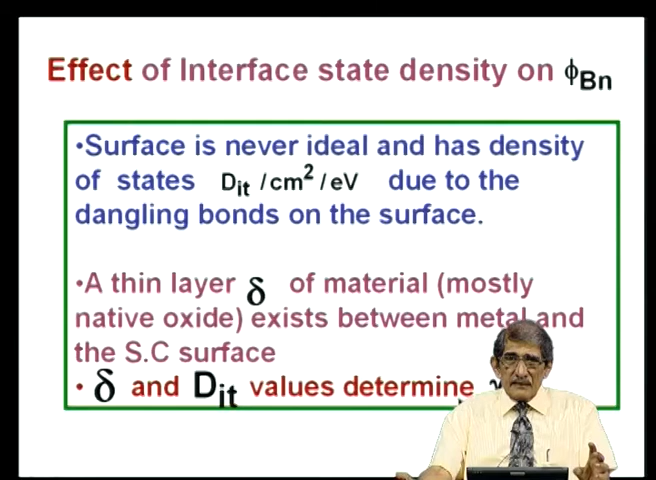 Effect of Interface state density on ϕBn
•Surface is never ideal and has density
of states Dit /cm² /eV due to the
dangling bonds on the surface.
•A thin layer δ of material (mostly
native oxide) exists between metal and
the S.C surface
• δ and Dit values determine